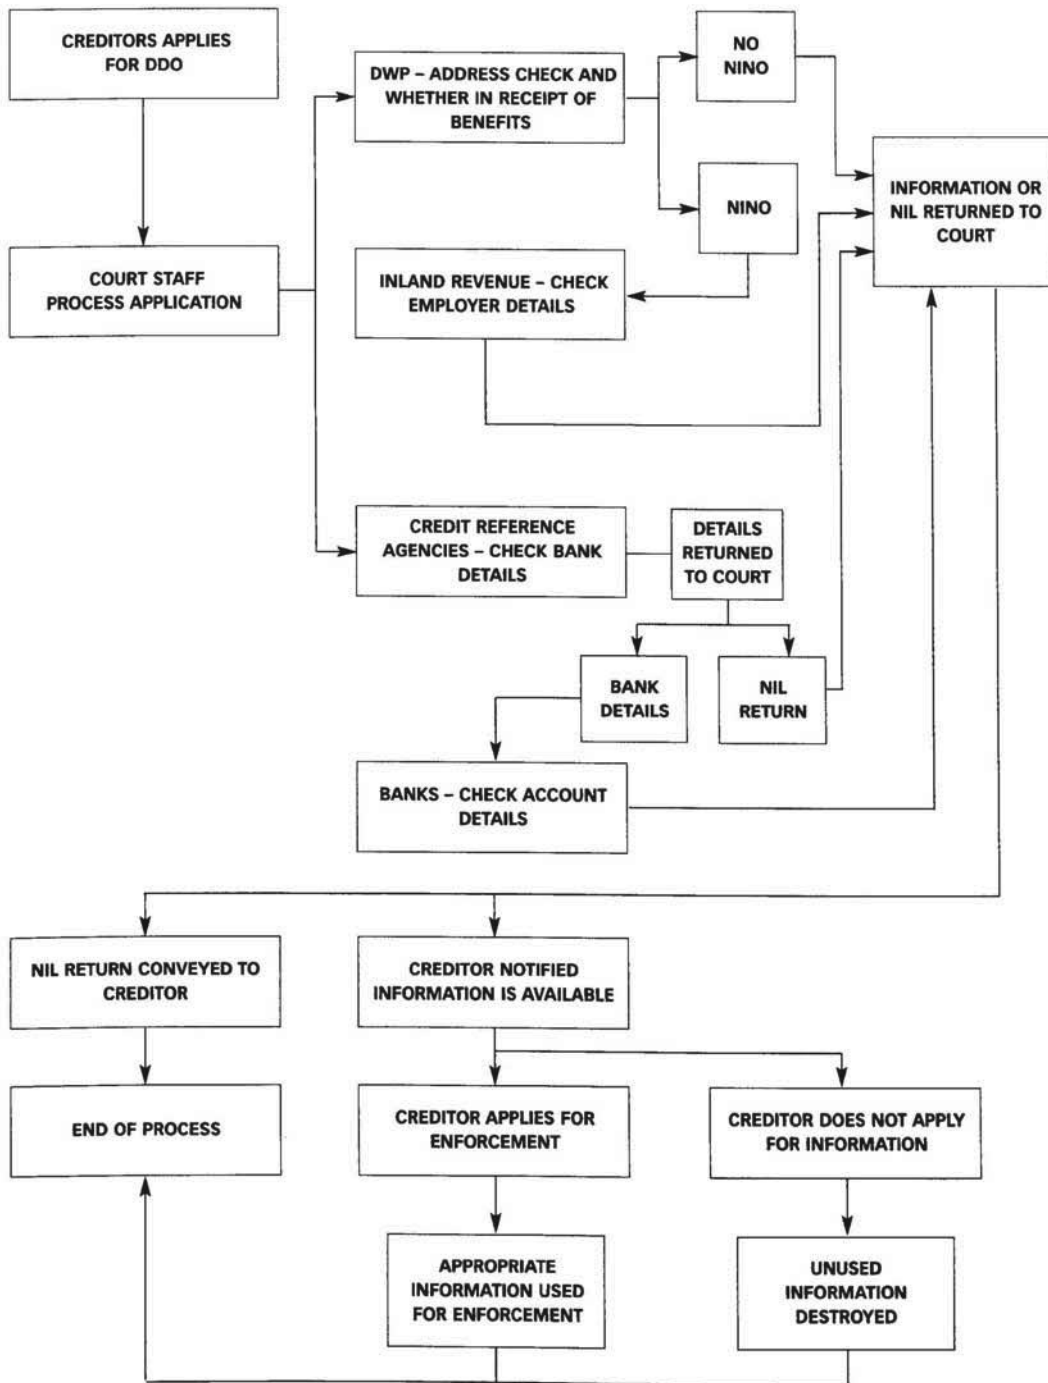 CREDITORS APPLIES
FOR DDO
DWP – ADDRESS CHECK AND
WHETHER IN RECEIPT OF
BENEFITS
NO
NINO
NINO
INFORMATION OR
NIL RETURNED TO
COURT
COURT STAFF
PROCESS APPLICATION
INLAND REVENUE – CHECK
EMPLOYER DETAILS
CREDIT REFERENCE
AGENCIES – CHECK BANK
DETAILS
DETAILS
RETURNED
TO COURT
BANK
DETAILS
NIL
RETURN
BANKS – CHECK ACCOUNT
DETAILS
NIL RETURN CONVEYED TO
CREDITOR
CREDITOR NOTIFIED
INFORMATION IS AVAILABLE
END OF PROCESS
CREDITOR APPLIES FOR
ENFORCEMENT
CREDITOR DOES NOT APPLY
FOR INFORMATION
APPROPRIATE
INFORMATION USED
FOR ENFORCEMENT
UNUSED
INFORMATION
DESTROYED